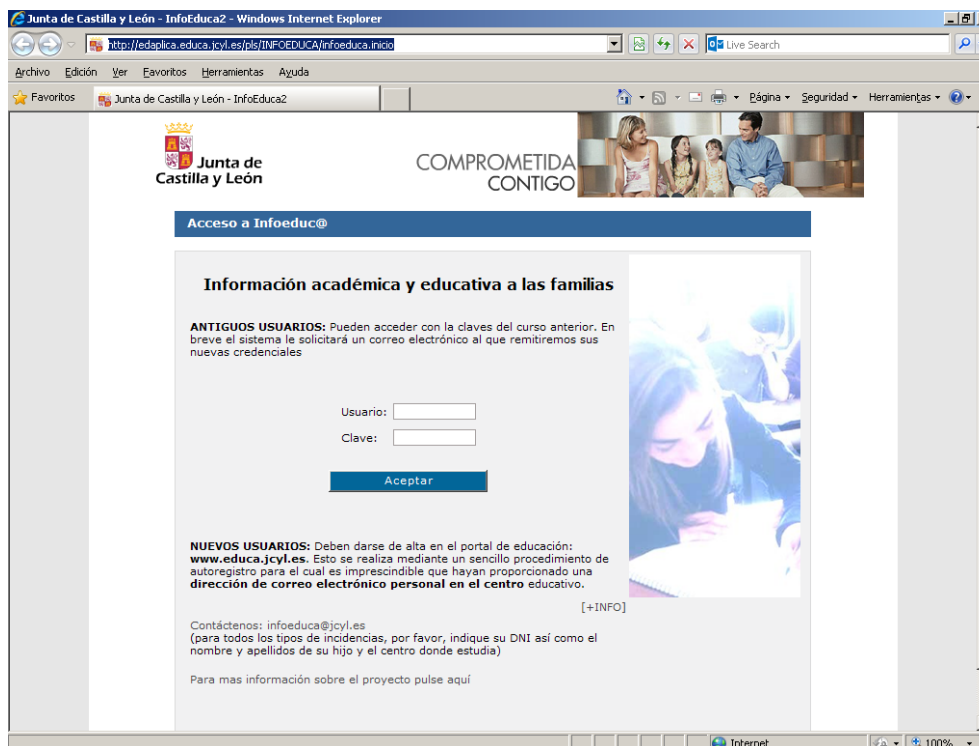 Junta de Castilla y León - InfoEduca2 - Windows Internet Explorer
http://edaplica.educa.jcyl.es/pls/INFOEDUCA/infoeduca.inicio
Live Search
Archivo Edición Ver Favoritos Herramientas Ayuda
Favoritos Junta de Castilla y León - InfoEduca2 Página Seguridad Herramientas
Junta de
Castilla y León
COMPROMETIDA
CONTIGO
Acceso a Infoeduc@
Información académica y educativa a las familias
ANTIGUOS USUARIOS: Pueden acceder con la claves del curso anterior. En
breve el sistema le solicitará un correo electrónico al que remitiremos sus
nuevas credenciales
Usuario:
Clave:
Aceptar
NUEVOS USUARIOS: Deben darse de alta en el portal de educación:
www.educa.jcyl.es. Esto se realiza mediante un sencillo procedimiento de
autoregistro para el cual es imprescindible que hayan proporcionado una
dirección de correo electrónico personal en el centro educativo.
[+INFO]
Contáctenos: infoeduca@jcyl.es
(para todos los tipos de incidencias, por favor, indique su DNI así como el
nombre y apellidos de su hijo y el centro donde estudia)
Para mas información sobre el proyecto pulse aquí
Internet 100%